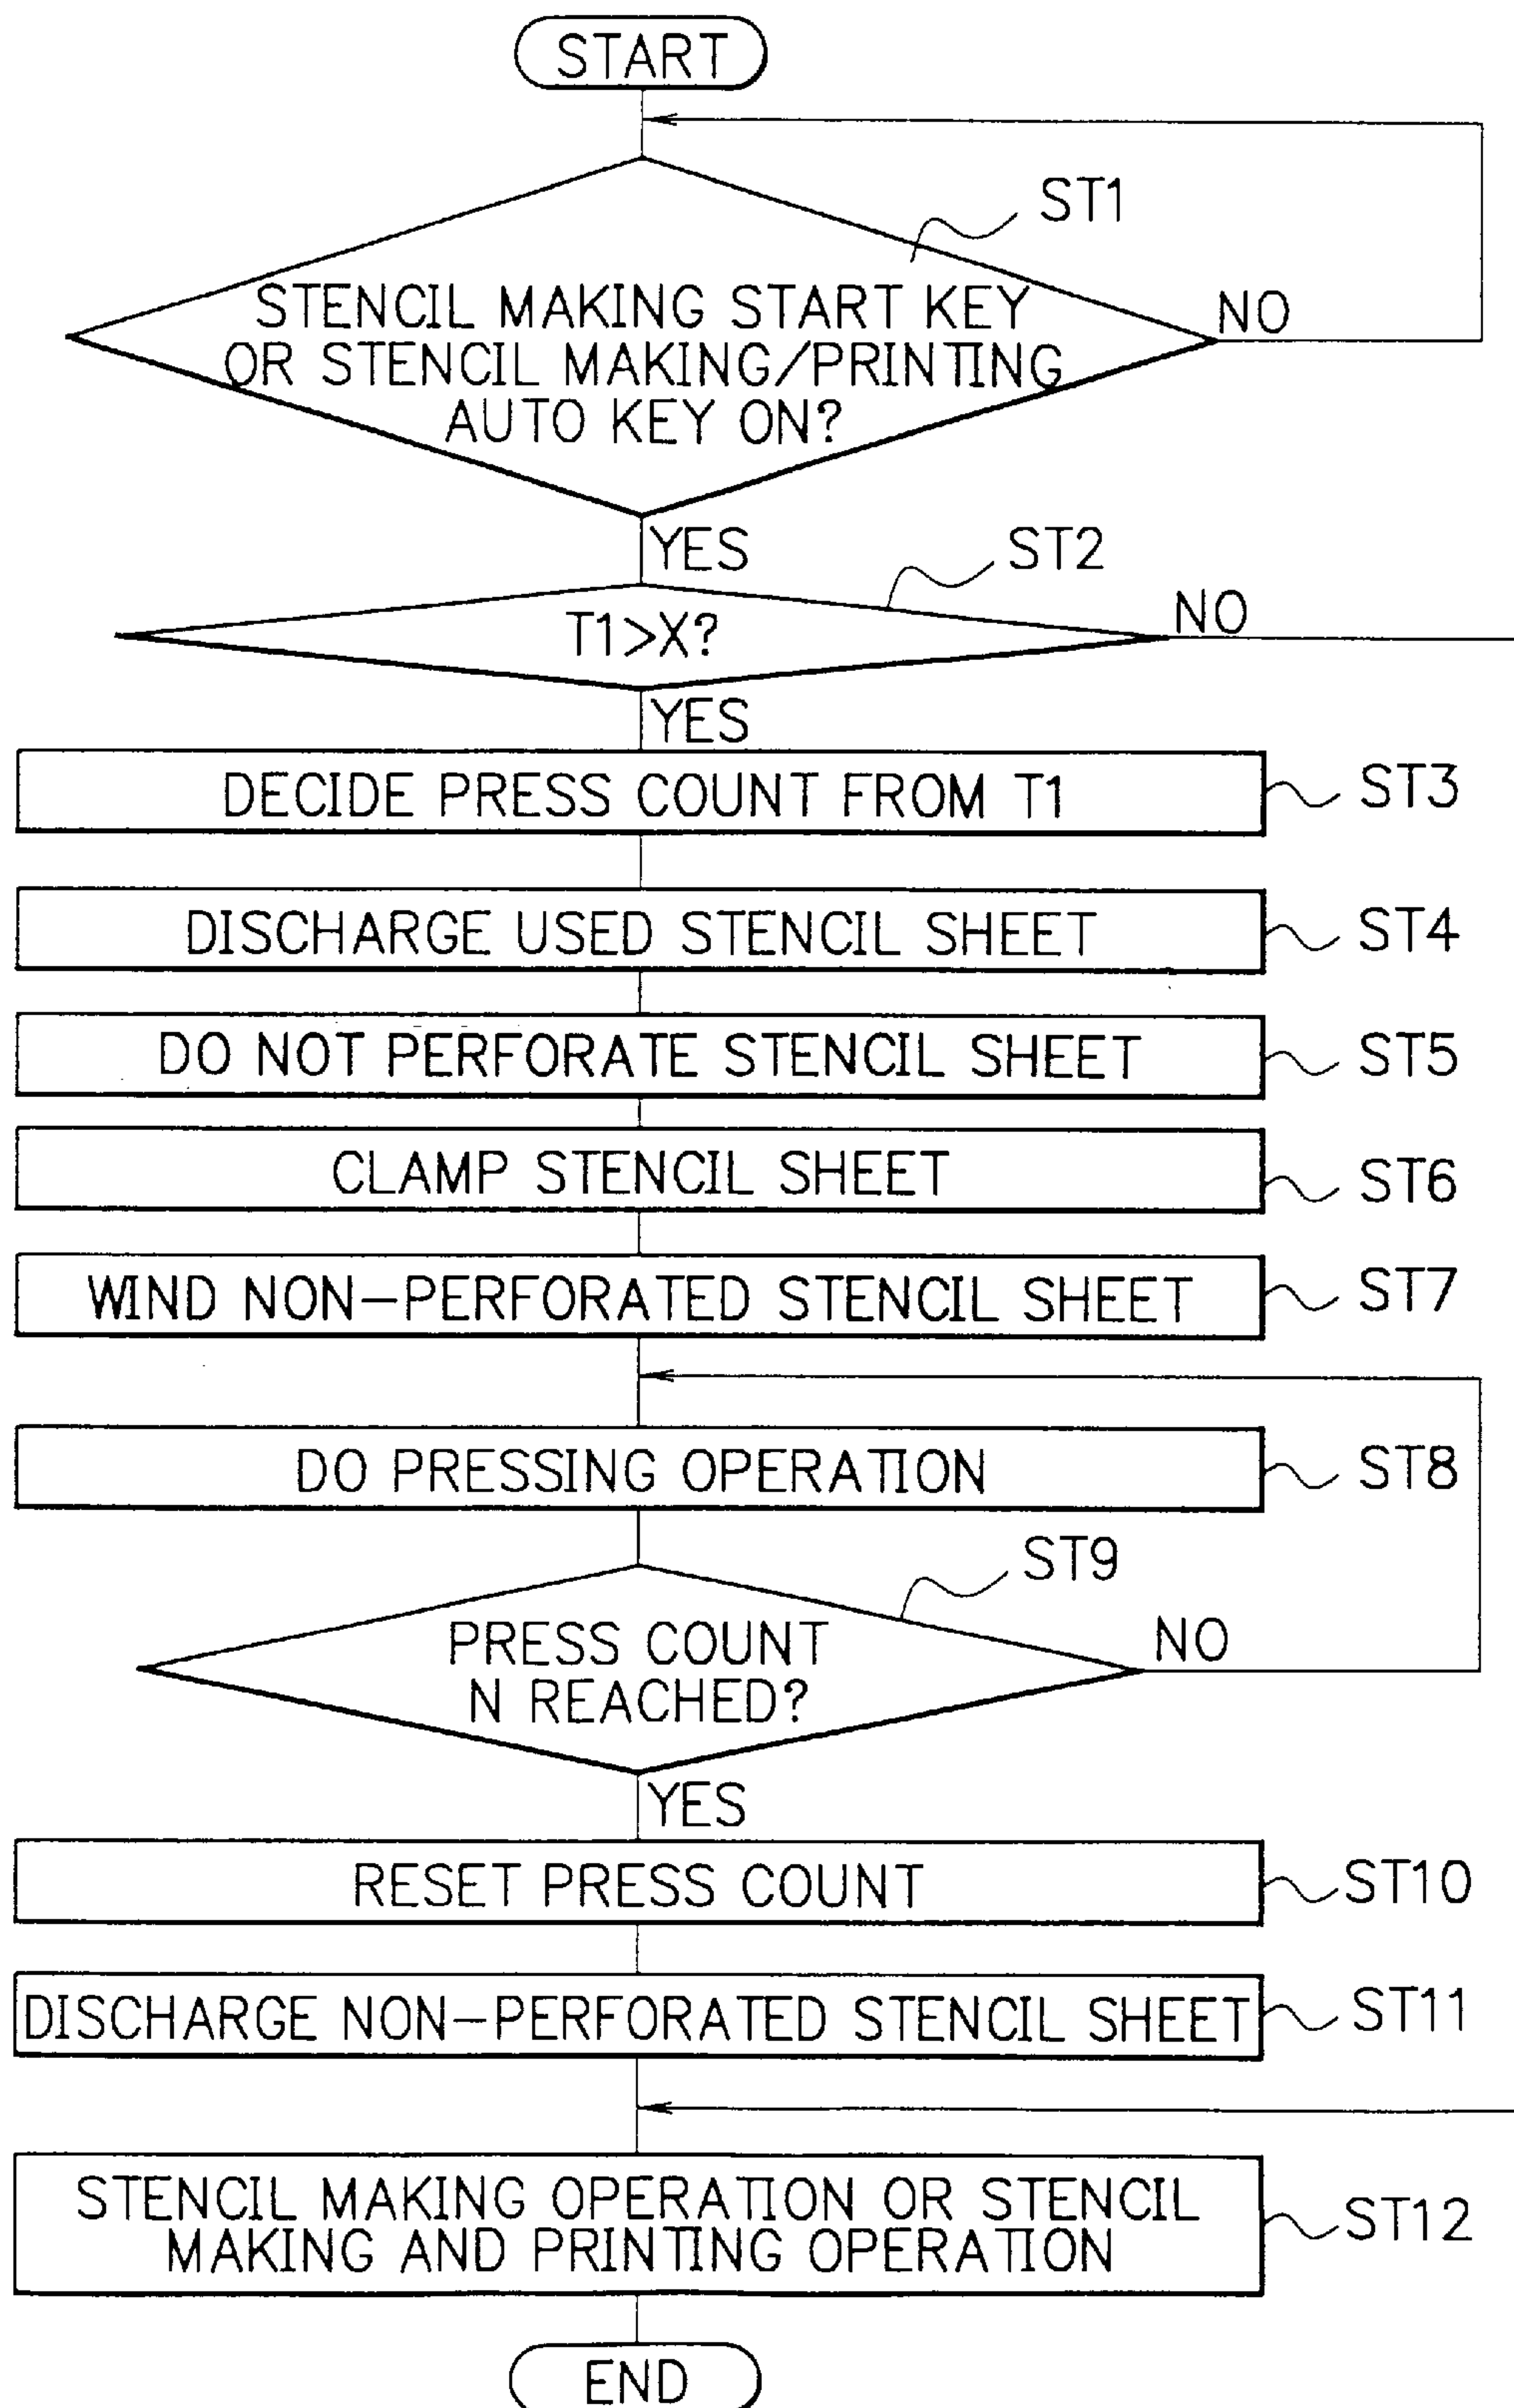 START
ST1
STENCIL MAKING START KEY
OR STENCIL MAKING/PRINTING
AUTO KEY ON?
NO
YES
ST2
T1>X?
NO
YES
DECIDE PRESS COUNT FROM T1
ST3
DISCHARGE USED STENCIL SHEET
ST4
DO NOT PERFORATE STENCIL SHEET
ST5
CLAMP STENCIL SHEET
ST6
WIND NON-PERFORATED STENCIL SHEET
ST7
DO PRESSING OPERATION
ST8
ST9
PRESS COUNT
N REACHED?
NO
YES
RESET PRESS COUNT
ST10
DISCHARGE NON-PERFORATED STENCIL SHEET
ST11
STENCIL MAKING OPERATION OR STENCIL
MAKING AND PRINTING OPERATION
ST12
END